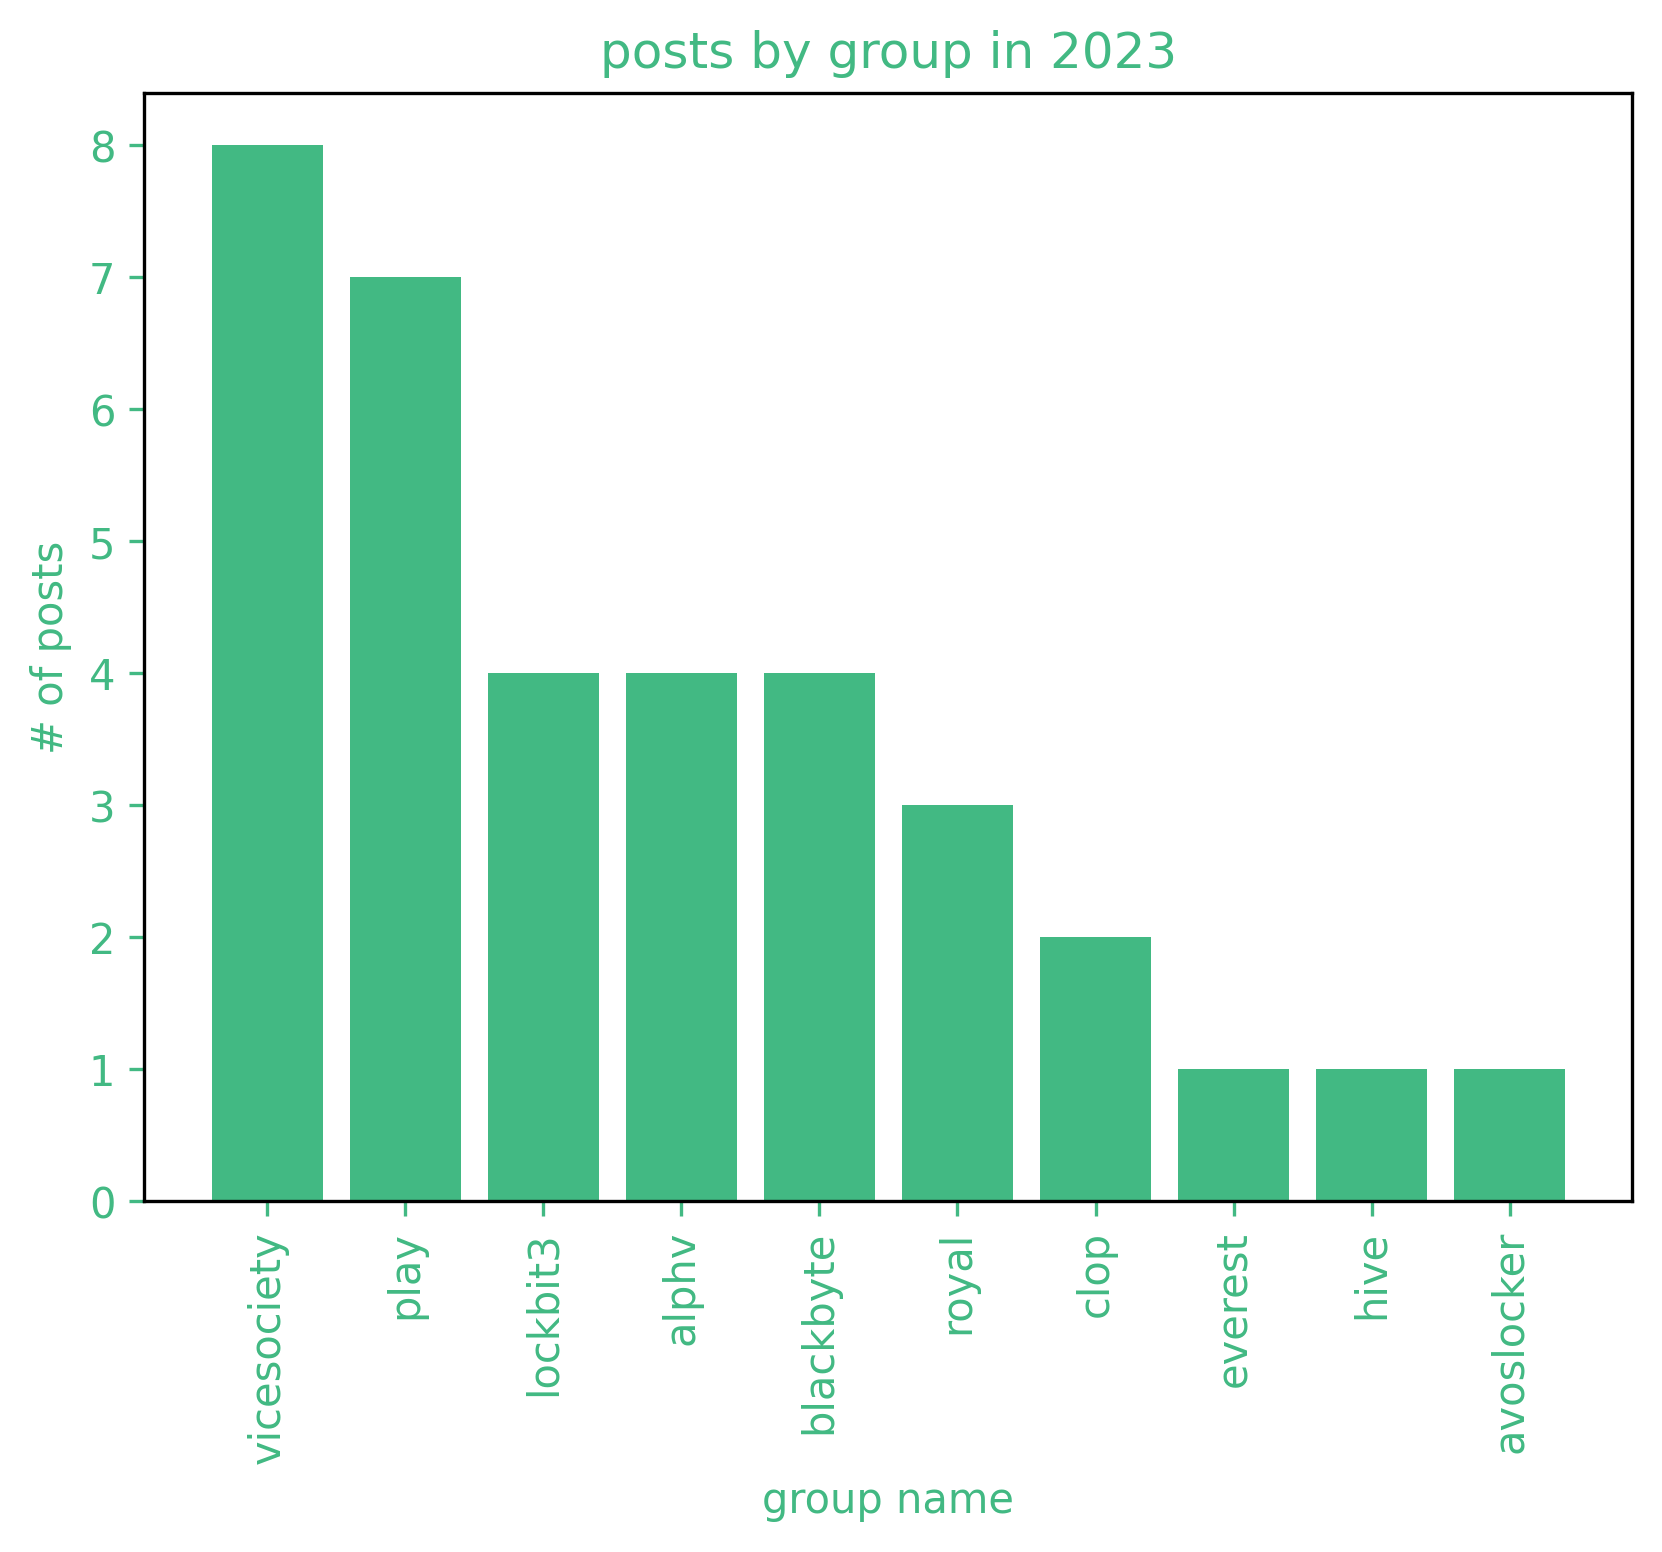 posts by group in 2023
# of posts
8
7
6
5
4
3
2
1
0
vicesociety
play
lockbit3
alphv
blackbyte
royal
clop
everest
hive
avoslocker
group name